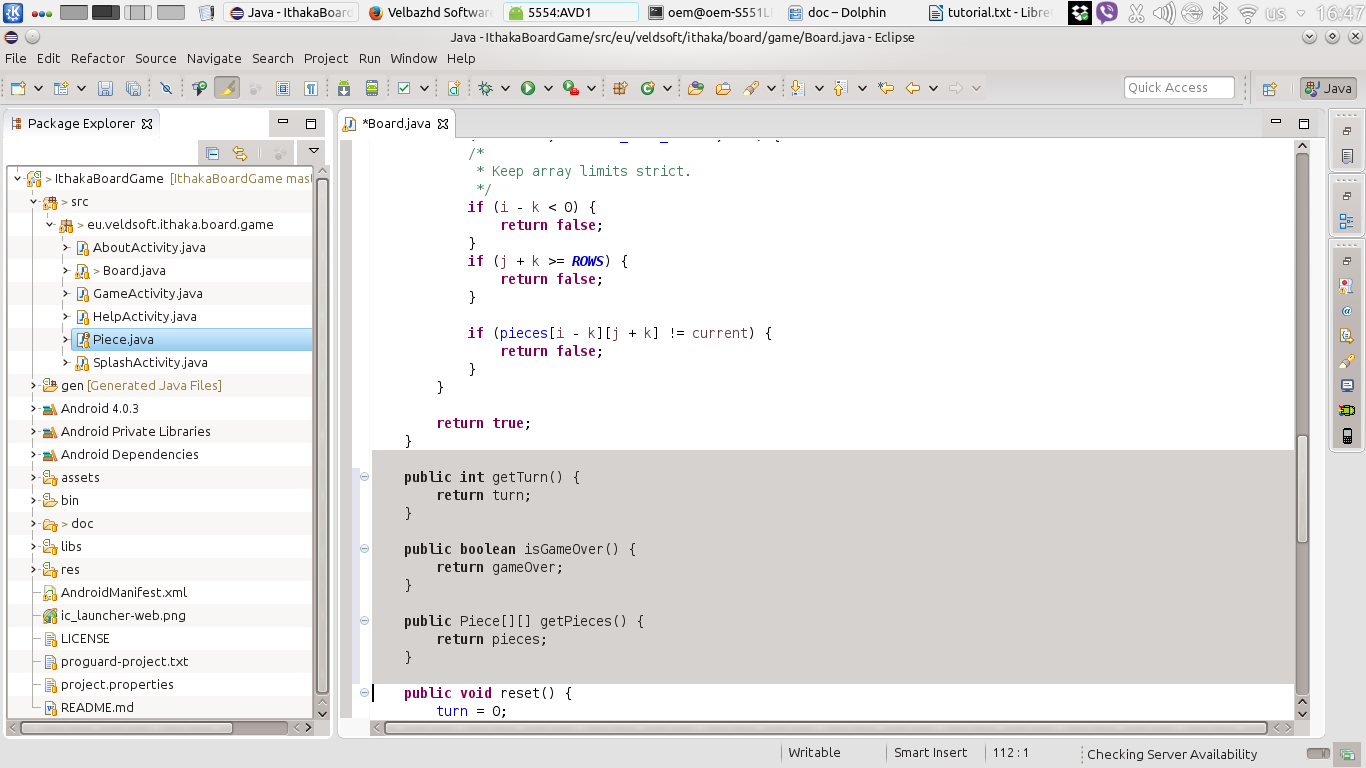 Java - IthakaBoard
Velbazhd Software
5554:AVD1
oem@oem-S551L
doc – Dolphin
tutorial.txt - Libre
us
16:47
Java - IthakaBoardGame/src/eu/veldsoft/ithaka/board/game/Board.java - Eclipse
File Edit Refactor Source Navigate Search Project Run Window Help
Quick Access
Java
Package Explorer
*Board.java
> IthakaBoardGame [IthakaBoardGame mas
> src
> eu.veldsoft.ithaka.board.game
AboutActivity.java
> Board.java
GameActivity.java
HelpActivity.java
Piece.java
SplashActivity.java
gen [Generated Java Files]
Android 4.0.3
Android Private Libraries
Android Dependencies
assets
bin
> doc
libs
res
AndroidManifest.xml
ic_launcher-web.png
LICENSE
proguard-project.txt
project.properties
README.md
/*
* Keep array limits strict.
*/
if (i - k < 0) {
return false;
}
if (j + k >= ROWS) {
return false;
}
if (pieces[i - k][j + k] != current) {
return false;
}
}
return true;
}
public int getTurn() {
return turn;
}
public boolean isGameOver() {
return gameOver;
}
public Piece[][] getPieces() {
return pieces;
}
public void reset() {
turn = 0;
Writable
Smart Insert
112 : 1
Checking Server Availability